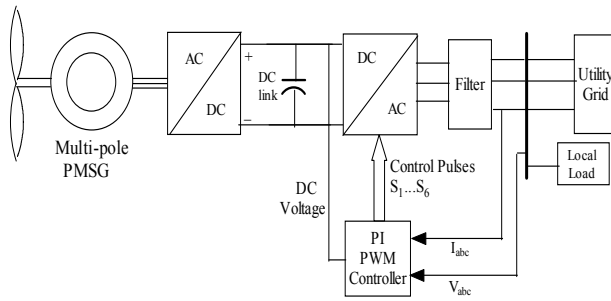 AC
DC
+
DC
link
–
DC
AC
Filter
Utility
Grid
Multi-pole
PMSG
DC
Voltage
Control Pulses
S1...S6
Local
Load
PI
PWM
Controller
Iabc
Vabc